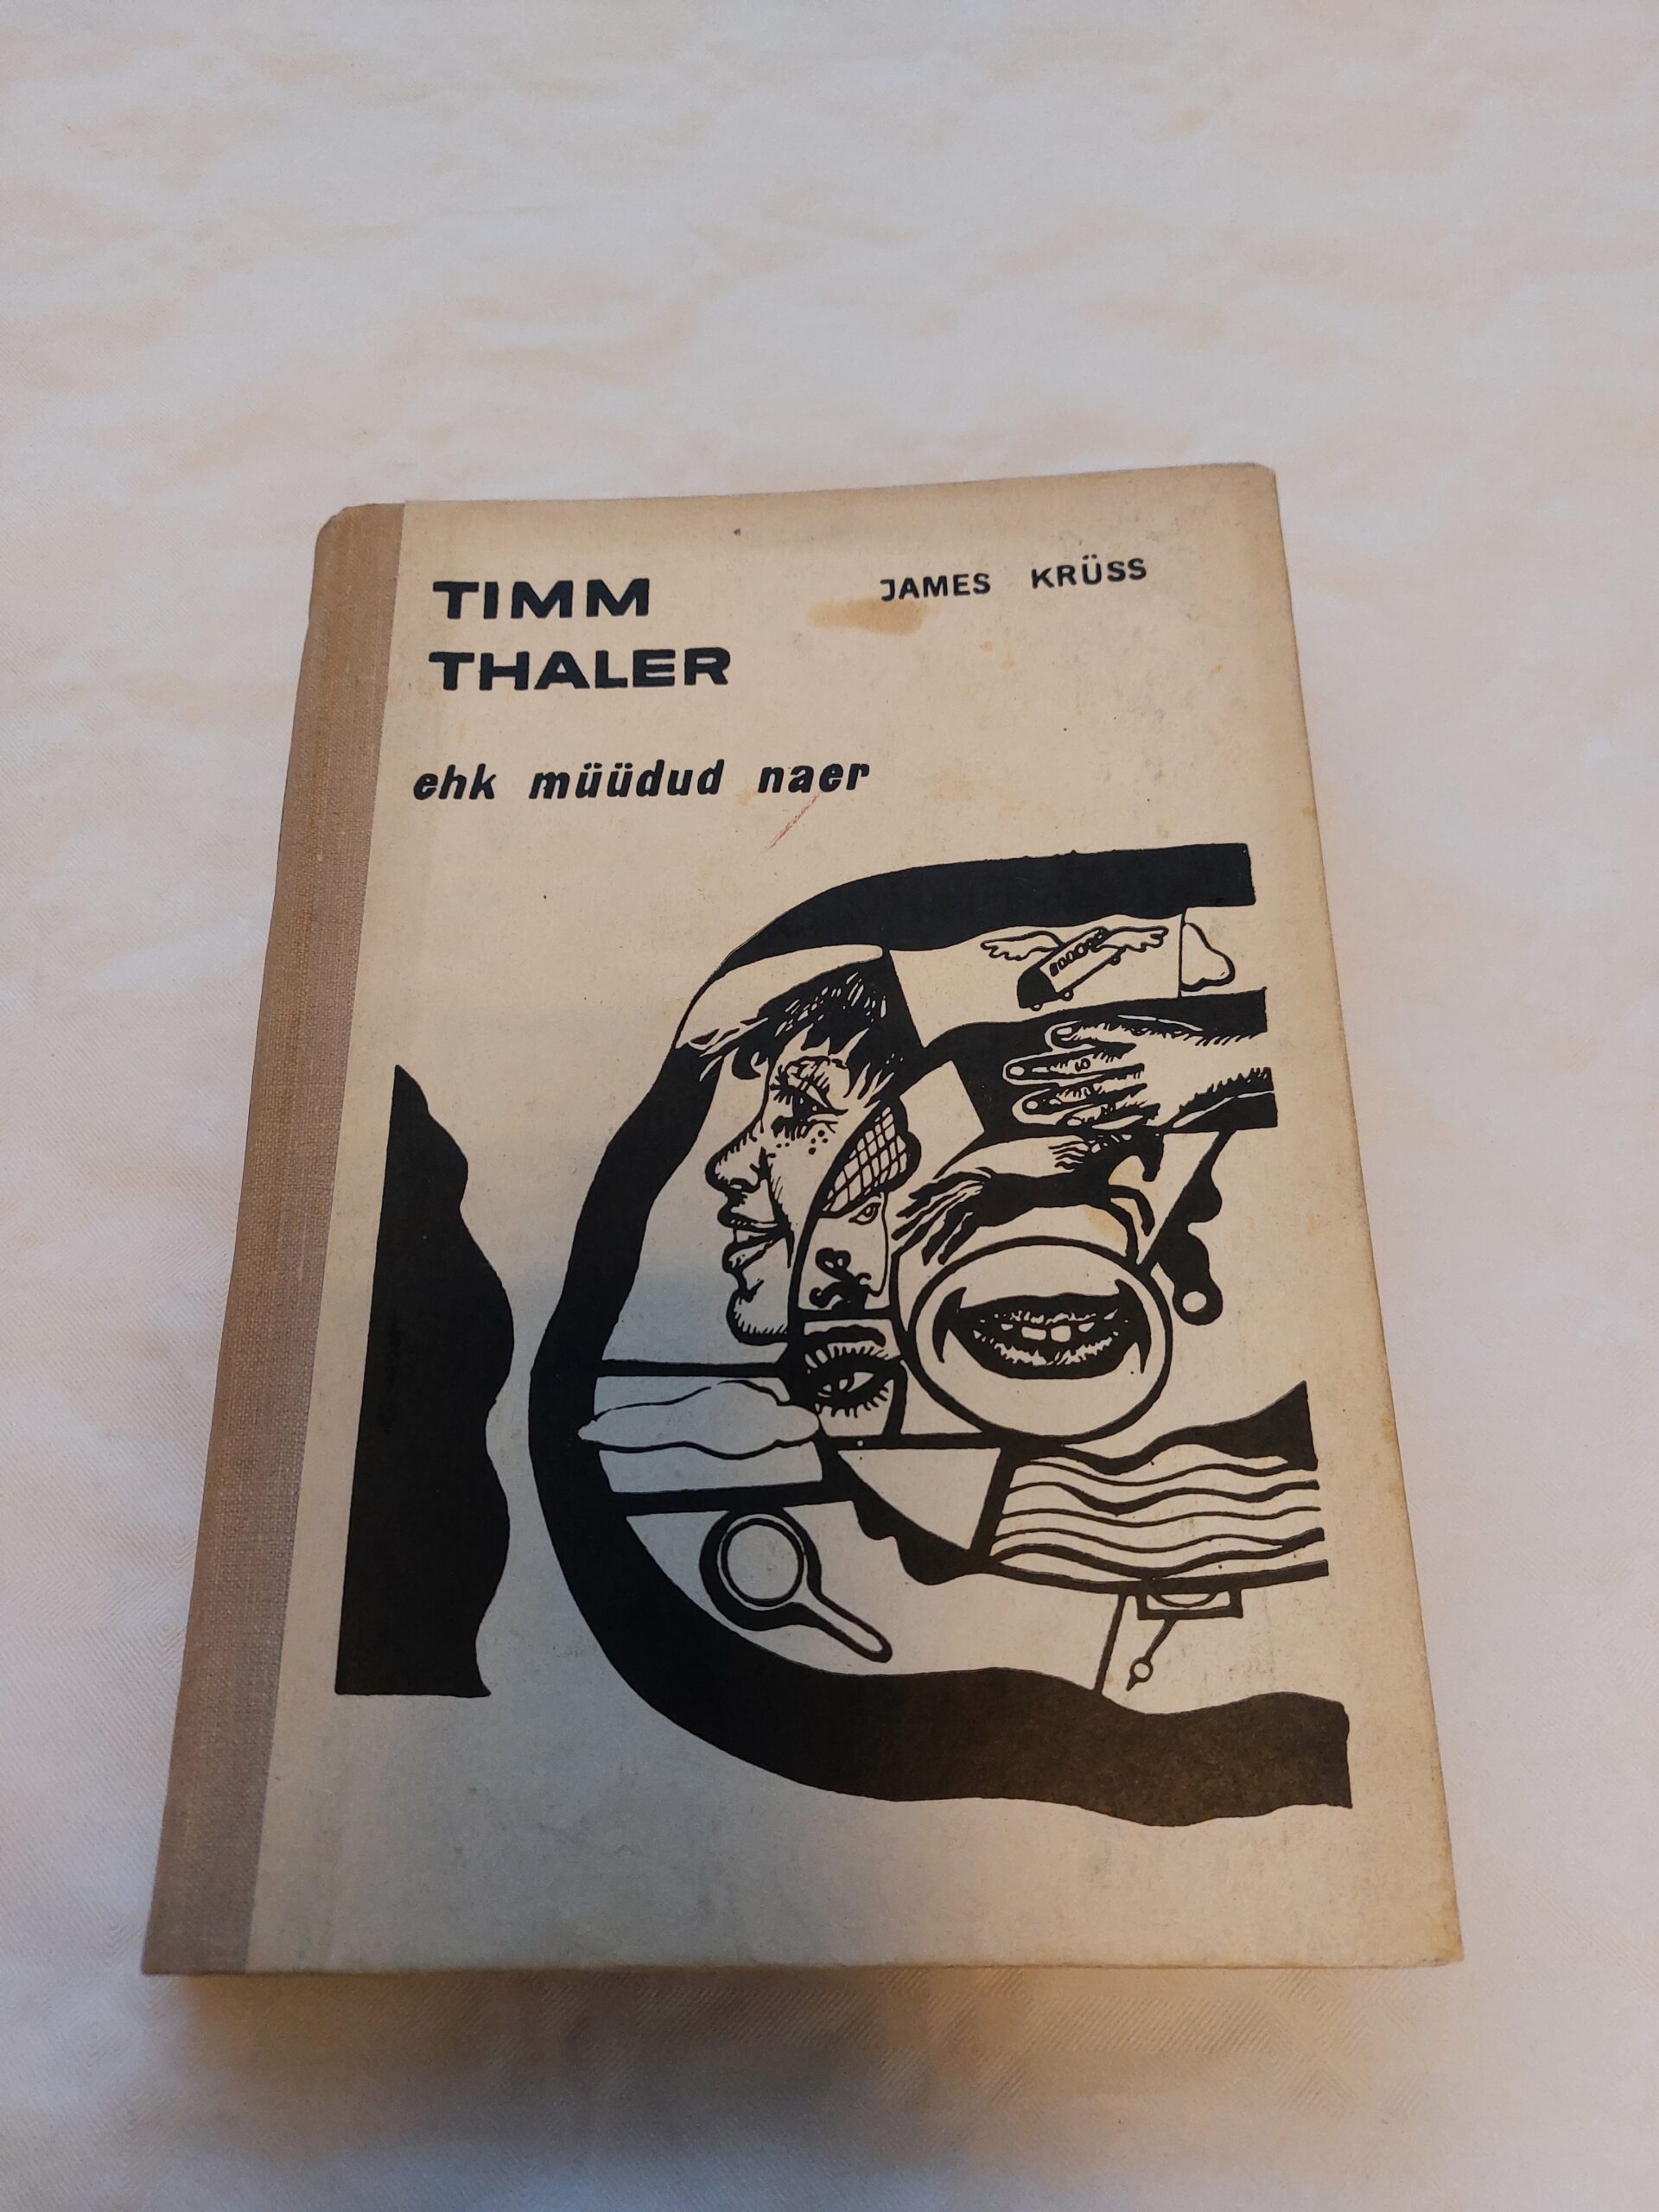 TIMM
THALER
JAMES KRÜSS
ehk müüdud naer